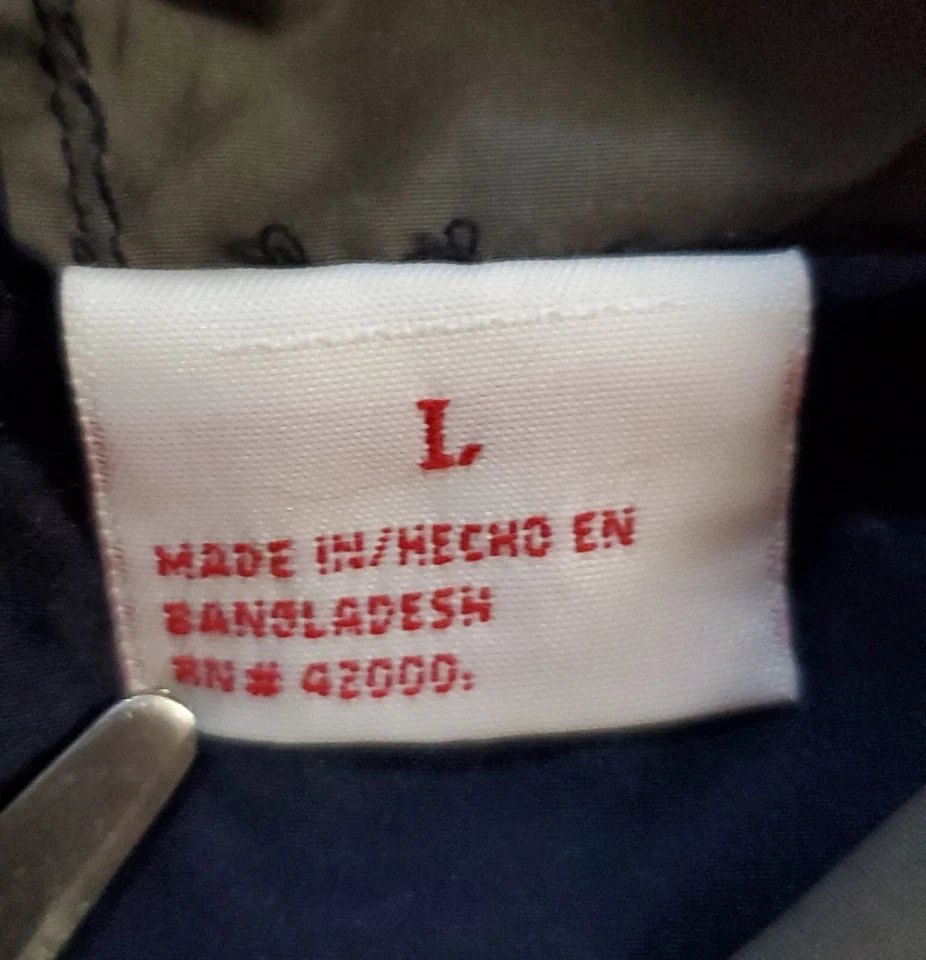 L
MADE IN/HECHO EN
BANGLADESH
RN# 42000.